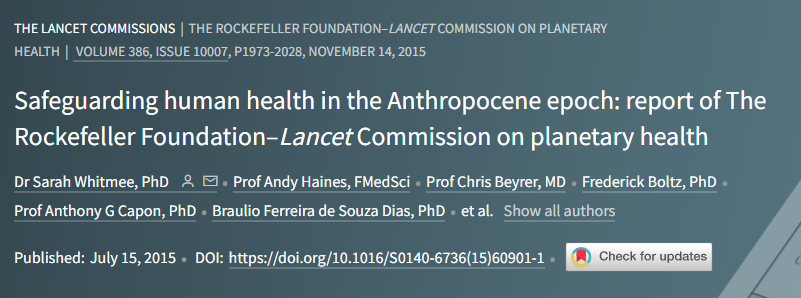 THE LANCET COMMISSIONS | THE ROCKEFELLER FOUNDATION–LANCET COMMISSION ON PLANETARY
HEALTH | VOLUME 386, ISSUE 10007, P1973-2028, NOVEMBER 14, 2015
Safeguarding human health in the Anthropocene epoch: report of The
Rockefeller Foundation–Lancet Commission on planetary health
Dr Sarah Whitmee, PhD • Prof Andy Haines, FMedSci • Prof Chris Beyrer, MD • Frederick Boltz, PhD •
Prof Anthony G Capon, PhD • Braulio Ferreira de Souza Dias, PhD • et al. Show all authors
Published: July 15, 2015 • DOI: https://doi.org/10.1016/S0140-6736(15)60901-1 • Check for updates